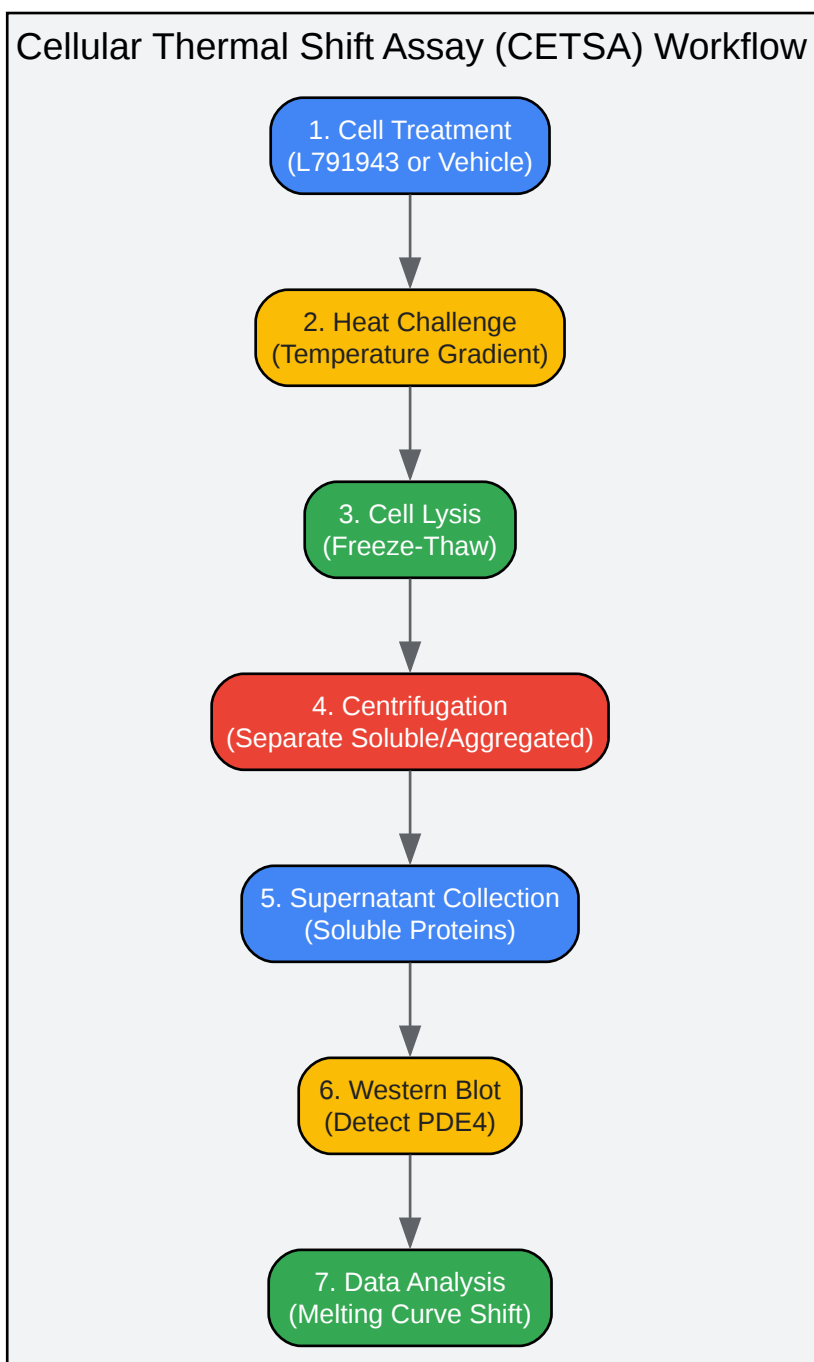 Cellular Thermal Shift Assay (CETSA) Workflow
1. Cell Treatment
(L791943 or Vehicle)
2. Heat Challenge
(Temperature Gradient)
3. Cell Lysis
(Freeze-Thaw)
4. Centrifugation
(Separate Soluble/Aggregated)
5. Supernatant Collection
(Soluble Proteins)
6. Western Blot
(Detect PDE4)
7. Data Analysis
(Melting Curve Shift)